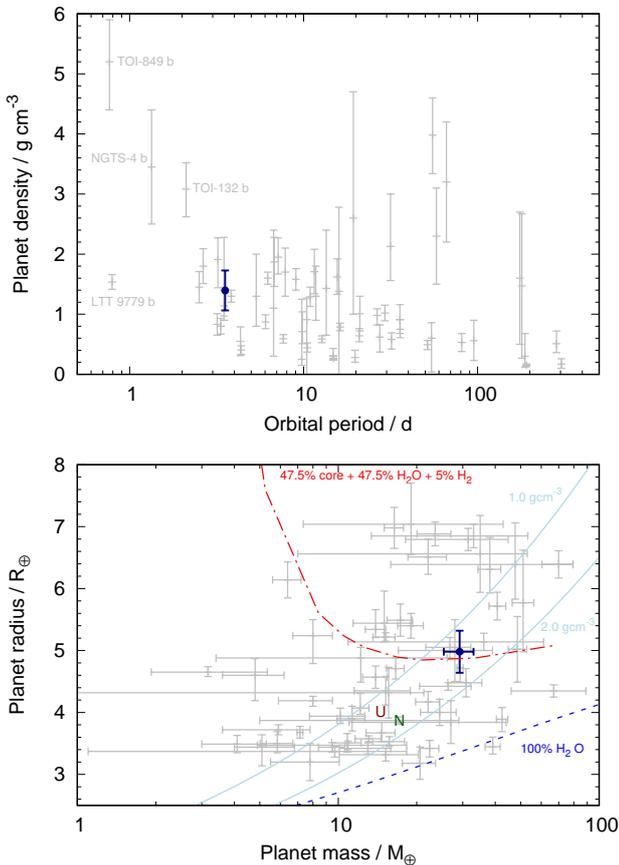 6
5
4
3
2
1
0
Planet density / g cm⁻³
TOI-849 b
NGTS-4 b
TOI-132 b
LTT 9779 b
1 10 100
Orbital period / d
8
7
6
5
4
3
Planet radius / R⊕
47.5% core + 47.5% H₂O + 5% H₂
1.0 gcm⁻³
2.0 gcm⁻³
U
N
100% H₂ O
1 10 100
Planet mass / M⊕